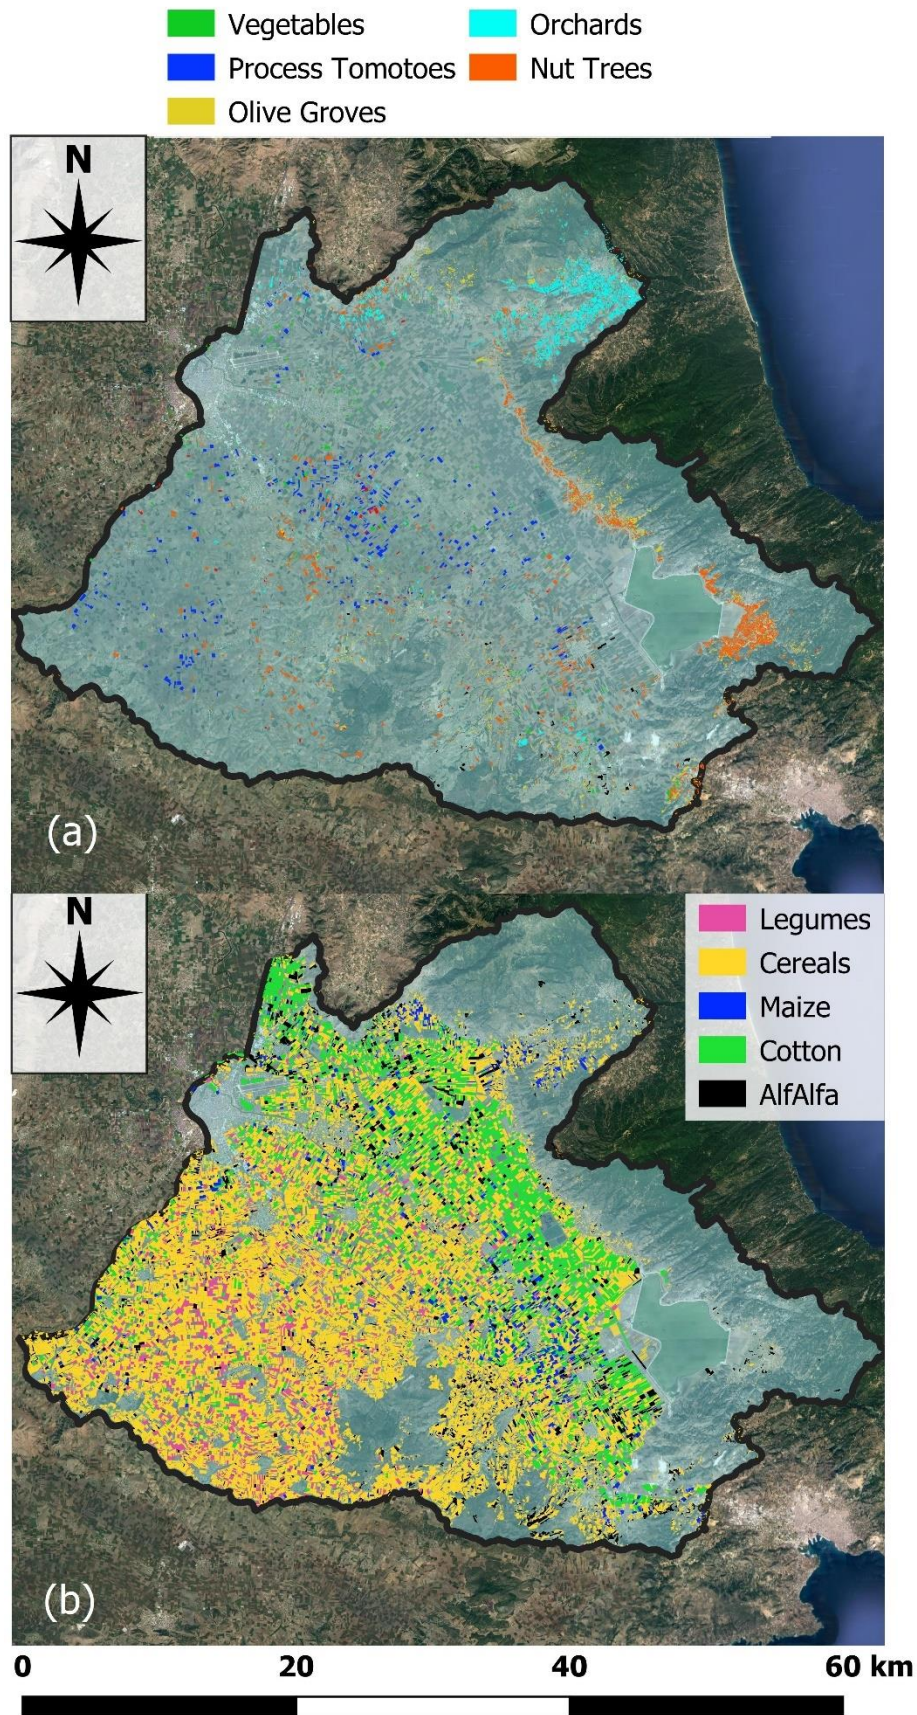 Vegetables Orchards
Process Tomotoes Nut Trees
Olive Groves
N
(a)
N
Legumes
Cereals
Maize
Cotton
AlfAlfa
(b)
0 20 40 60 km